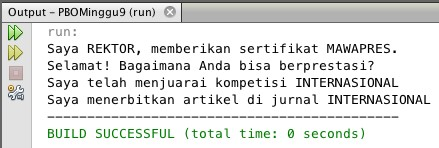 Output – PBOMinggu9 (run)
run:
Saya REKTOR, memberikan sertifikat MAWAPRES.
Selamat! Bagaimana Anda bisa berprestasi?
Saya telah menjuarai kompetisi INTERNASIONAL
Saya menerbitkan artikel di jurnal INTERNASIONAL
--------------------------------------------
BUILD SUCCESSFUL (total time: 0 seconds)